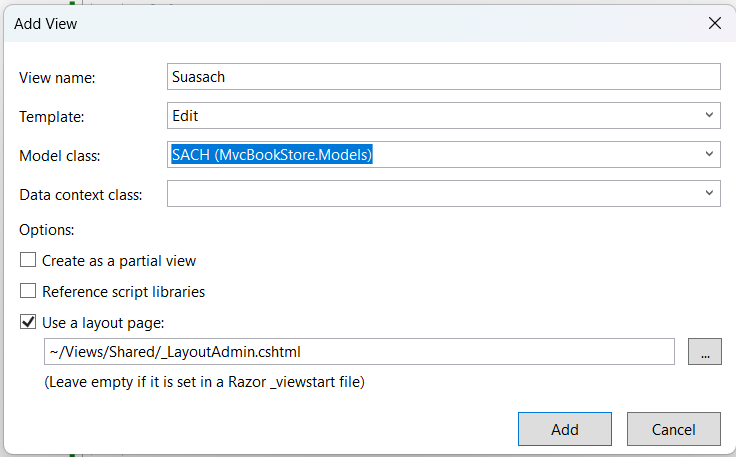 Add View
View name: Suasach
Template: Edit
Model class: SACH (MvcBookStore.Models)
Data context class:
Options:
Create as a partial view
Reference script libraries
Use a layout page:
~/Views/Shared/_LayoutAdmin.cshtml ...
(Leave empty if it is set in a Razor _viewstart file)
Add Cancel